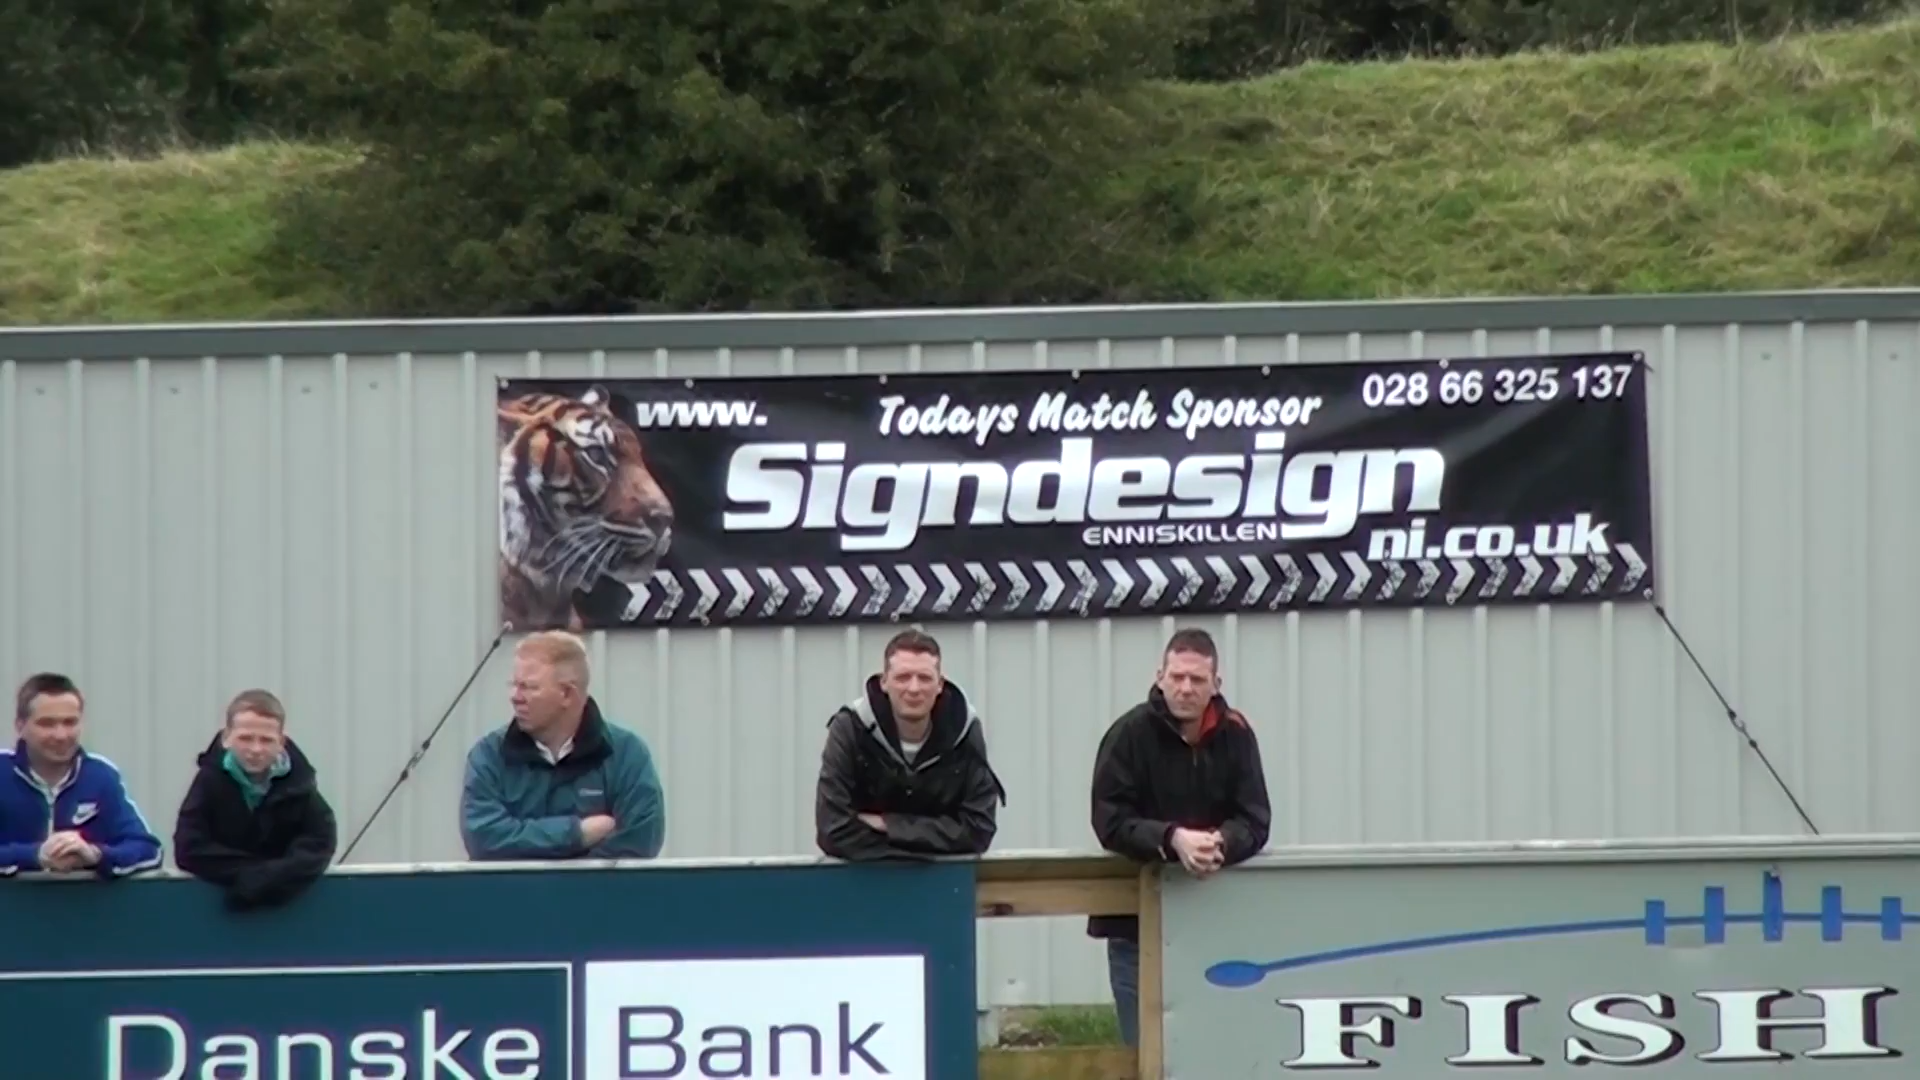 www.
Todays Match Sponsor
028 66 325 137
Signdesign
ENNISKILLEN
ni.co.uk
Danske Bank
FISH